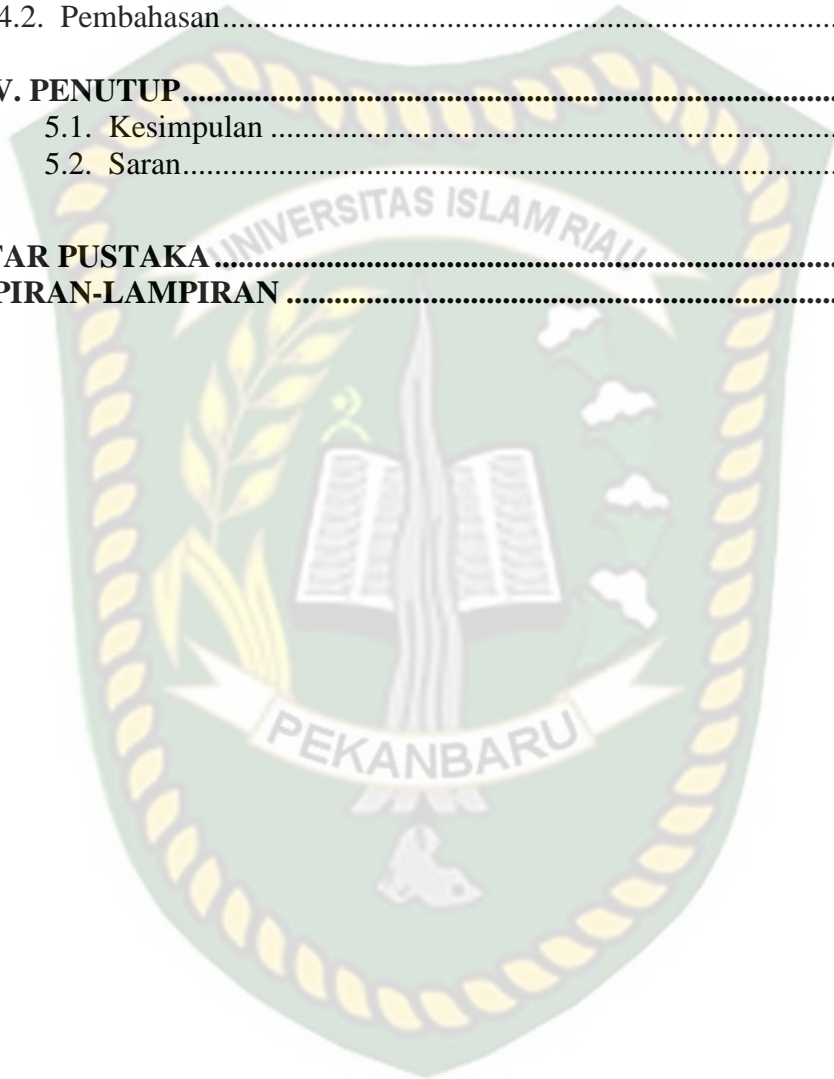 4.2. Pembahasan........................................................................................
V. PENUTUP...........................................................................................
5.1. Kesimpulan ..................................................................................
5.2. Saran............................................................................................
UNIVERSITAS ISLAM RIAU
TAR PUSTAKA.......................................................................................
PIRAN-LAMPIRAN ...............................................................................
PEKANBARU